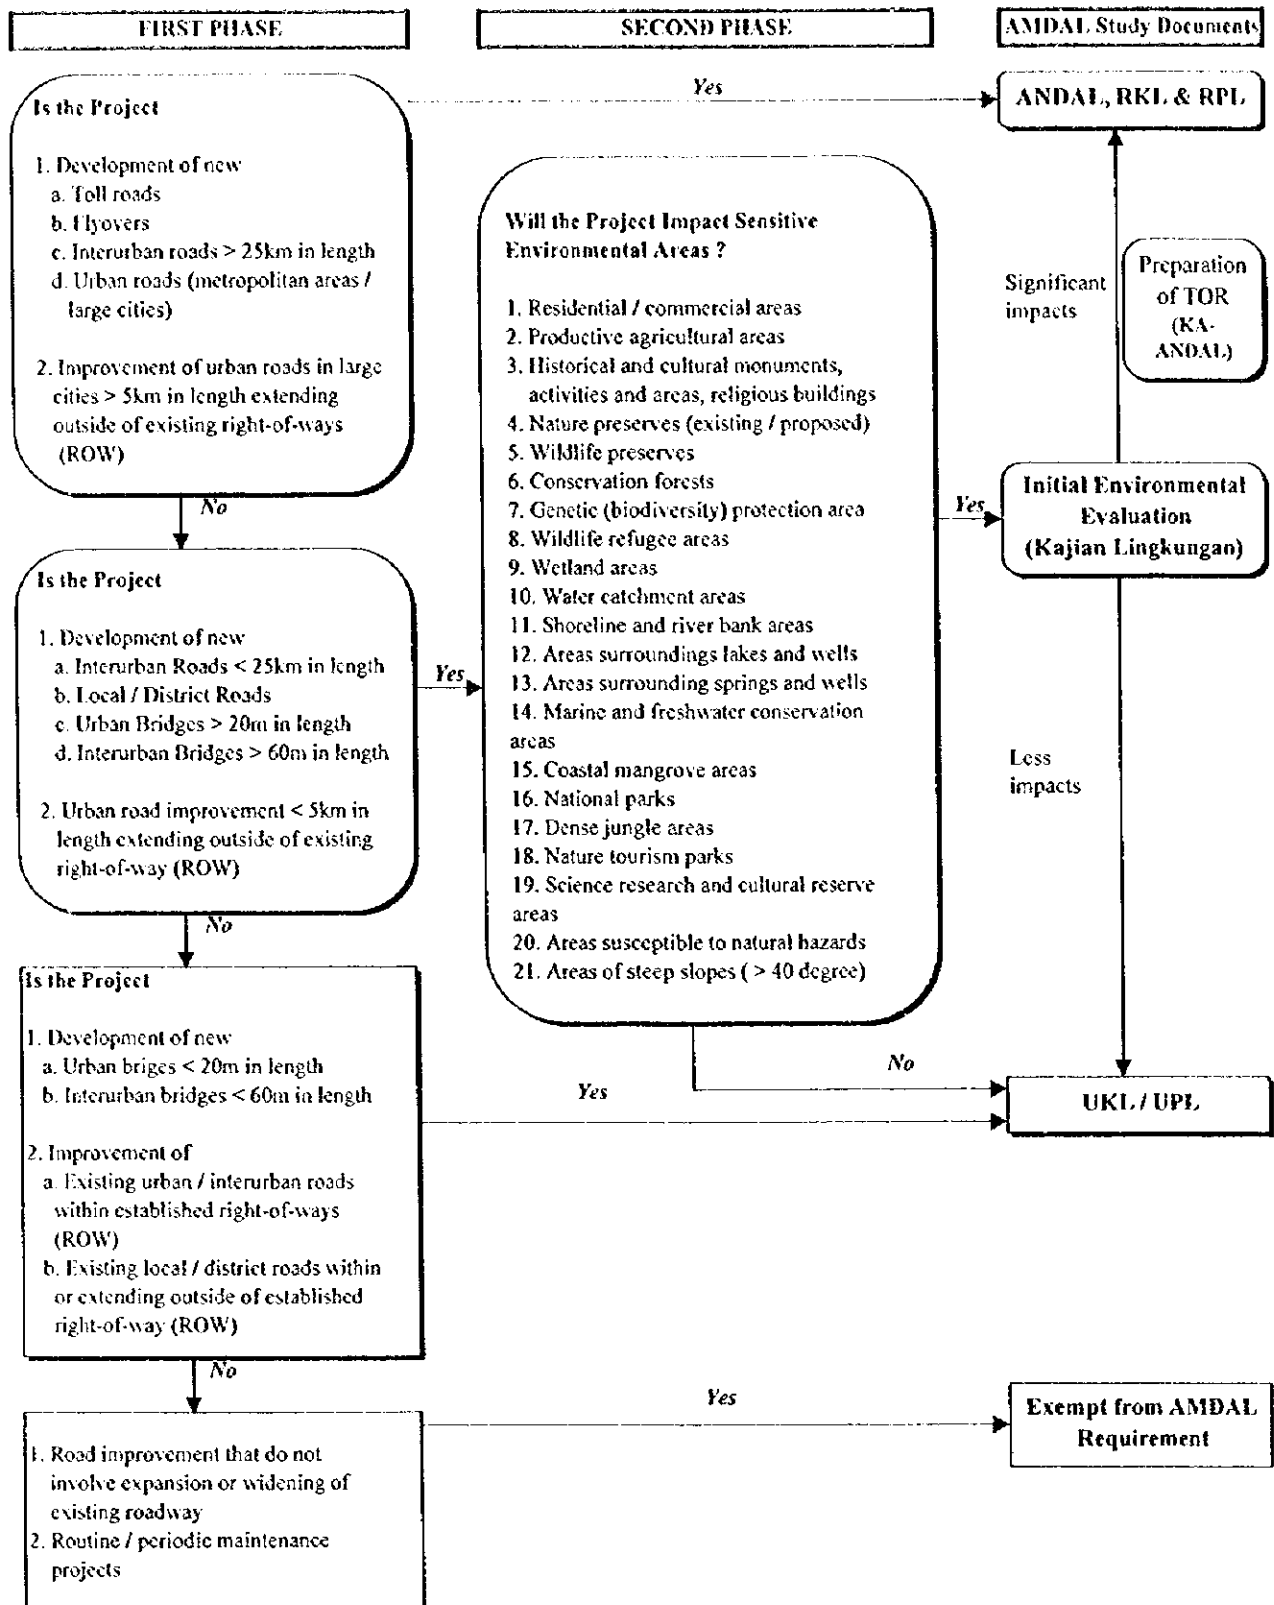 FIRST PHASE
SECOND PHASE
AMDAL Study Documents
Is the Project
1. Development of new
a. Toll roads
b. Flyovers
c. Interurban roads > 25km in length
d. Urban roads (metropolitan areas /
large cities)
2. Improvement of urban roads in large
cities > 5km in length extending
outside of existing right-of-ways
(ROW)
Yes
ANDAL, RKL & RPL
No
Is the Project
1. Development of new
a. Interurban Roads < 25km in length
b. Local / District Roads
c. Urban Bridges > 20m in length
d. Interurban Bridges > 60m in length
2. Urban road improvement < 5km in
length extending outside of existing
right-of-way (ROW)
Yes
No
Will the Project Impact Sensitive
Environmental Areas ?
1. Residential / commercial areas
2. Productive agricultural areas
3. Historical and cultural monuments,
activities and areas, religious buildings
4. Nature preserves (existing / proposed)
5. Wildlife preserves
6. Conservation forests
7. Genetic (biodiversity) protection area
8. Wildlife refugee areas
9. Wetland areas
10. Water catchment areas
11. Shoreline and river bank areas
12. Areas surroundings lakes and wells
13. Areas surrounding springs and wells
14. Marine and freshwater conservation
areas
15. Coastal mangrove areas
16. National parks
17. Dense jungle areas
18. Nature tourism parks
19. Science research and cultural reserve
areas
20. Areas susceptible to natural hazards
21. Areas of steep slopes ( > 40 degree)
Yes
No
Significant
impacts
Preparation
of TOR
(KA-
ANDAL)
Initial Environmental
Evaluation
(Kajian Lingkungan)
Less
impacts
UKL / UPL
Is the Project
1. Development of new
a. Urban briges < 20m in length
b. Interurban bridges < 60m in length
2. Improvement of
a. Existing urban / interurban roads
within established right-of-ways
(ROW)
b. Existing local / district roads within
or extending outside of established
right-of-way (ROW)
Yes
No
1. Road improvement that do not
involve expansion or widening of
existing roadway
2. Routine / periodic maintenance
projects
Yes
Exempt from AMDAL
Requirement